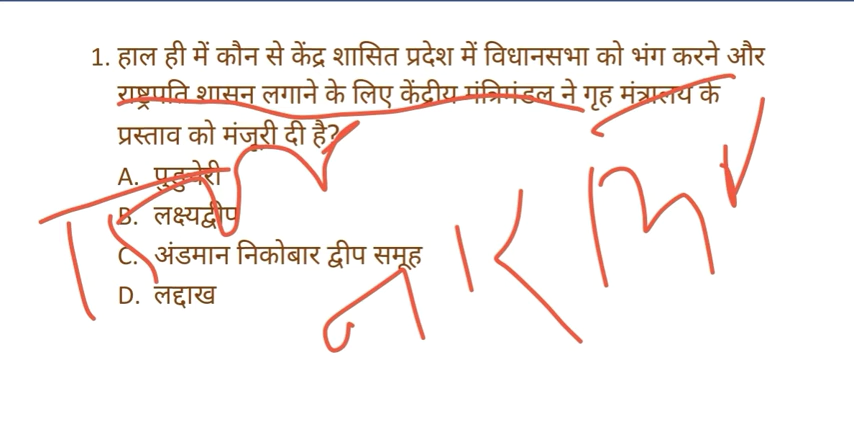 1. हाल ही में कौन से केंद्र शासित प्रदेश में विधानसभा को भंग करने और
राष्ट्रपति शासन लगाने के लिए केंदीय मंत्रिमंडल ने गृह मंत्रालय के
प्रस्ताव को मंजूरी दी है?
A. पुडुचेरी
B. लक्ष्यद्वीप
C. अंडमान निकोबार द्वीप समूह
D. लद्दाख